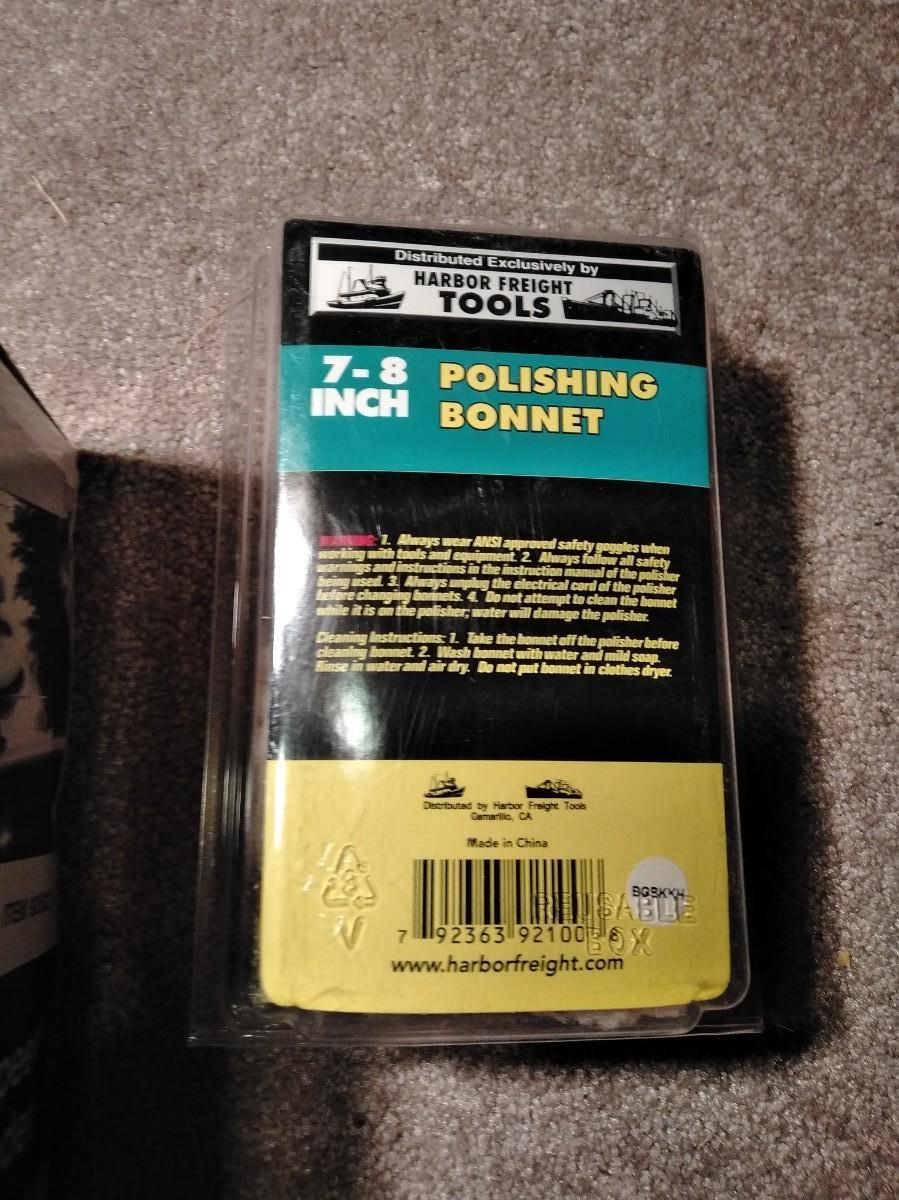 Distributed Exclusively by
HARBOR FREIGHT
TOOLS
7-8
INCH
POLISHING
BONNET
WARNING: 1. Always wear ANSI approved safety goggles when
working with tools and equipment. 2. Always follow all safety
warnings and instructions in the instruction manual of the polisher
being used. 3. Always unplug the electrical cord of the polisher
before changing bonnets. 4. Do not attempt to clean the bonnet
while it is on the polisher; water will damage the polisher.
Cleaning Instructions: 1. Take the bonnet off the polisher before
cleaning bonnet. 2. Wash bonnet with water and mild soap.
Rinse in water and air dry. Do not put bonnet in clothes dryer.
Distributed by Harbor Freight Tools
Camarillo, CA
Made in China
3
V
BGBKKH
REUSABLE
BOX
7 92363 92100 8
www.harborfreight.com
ITEM